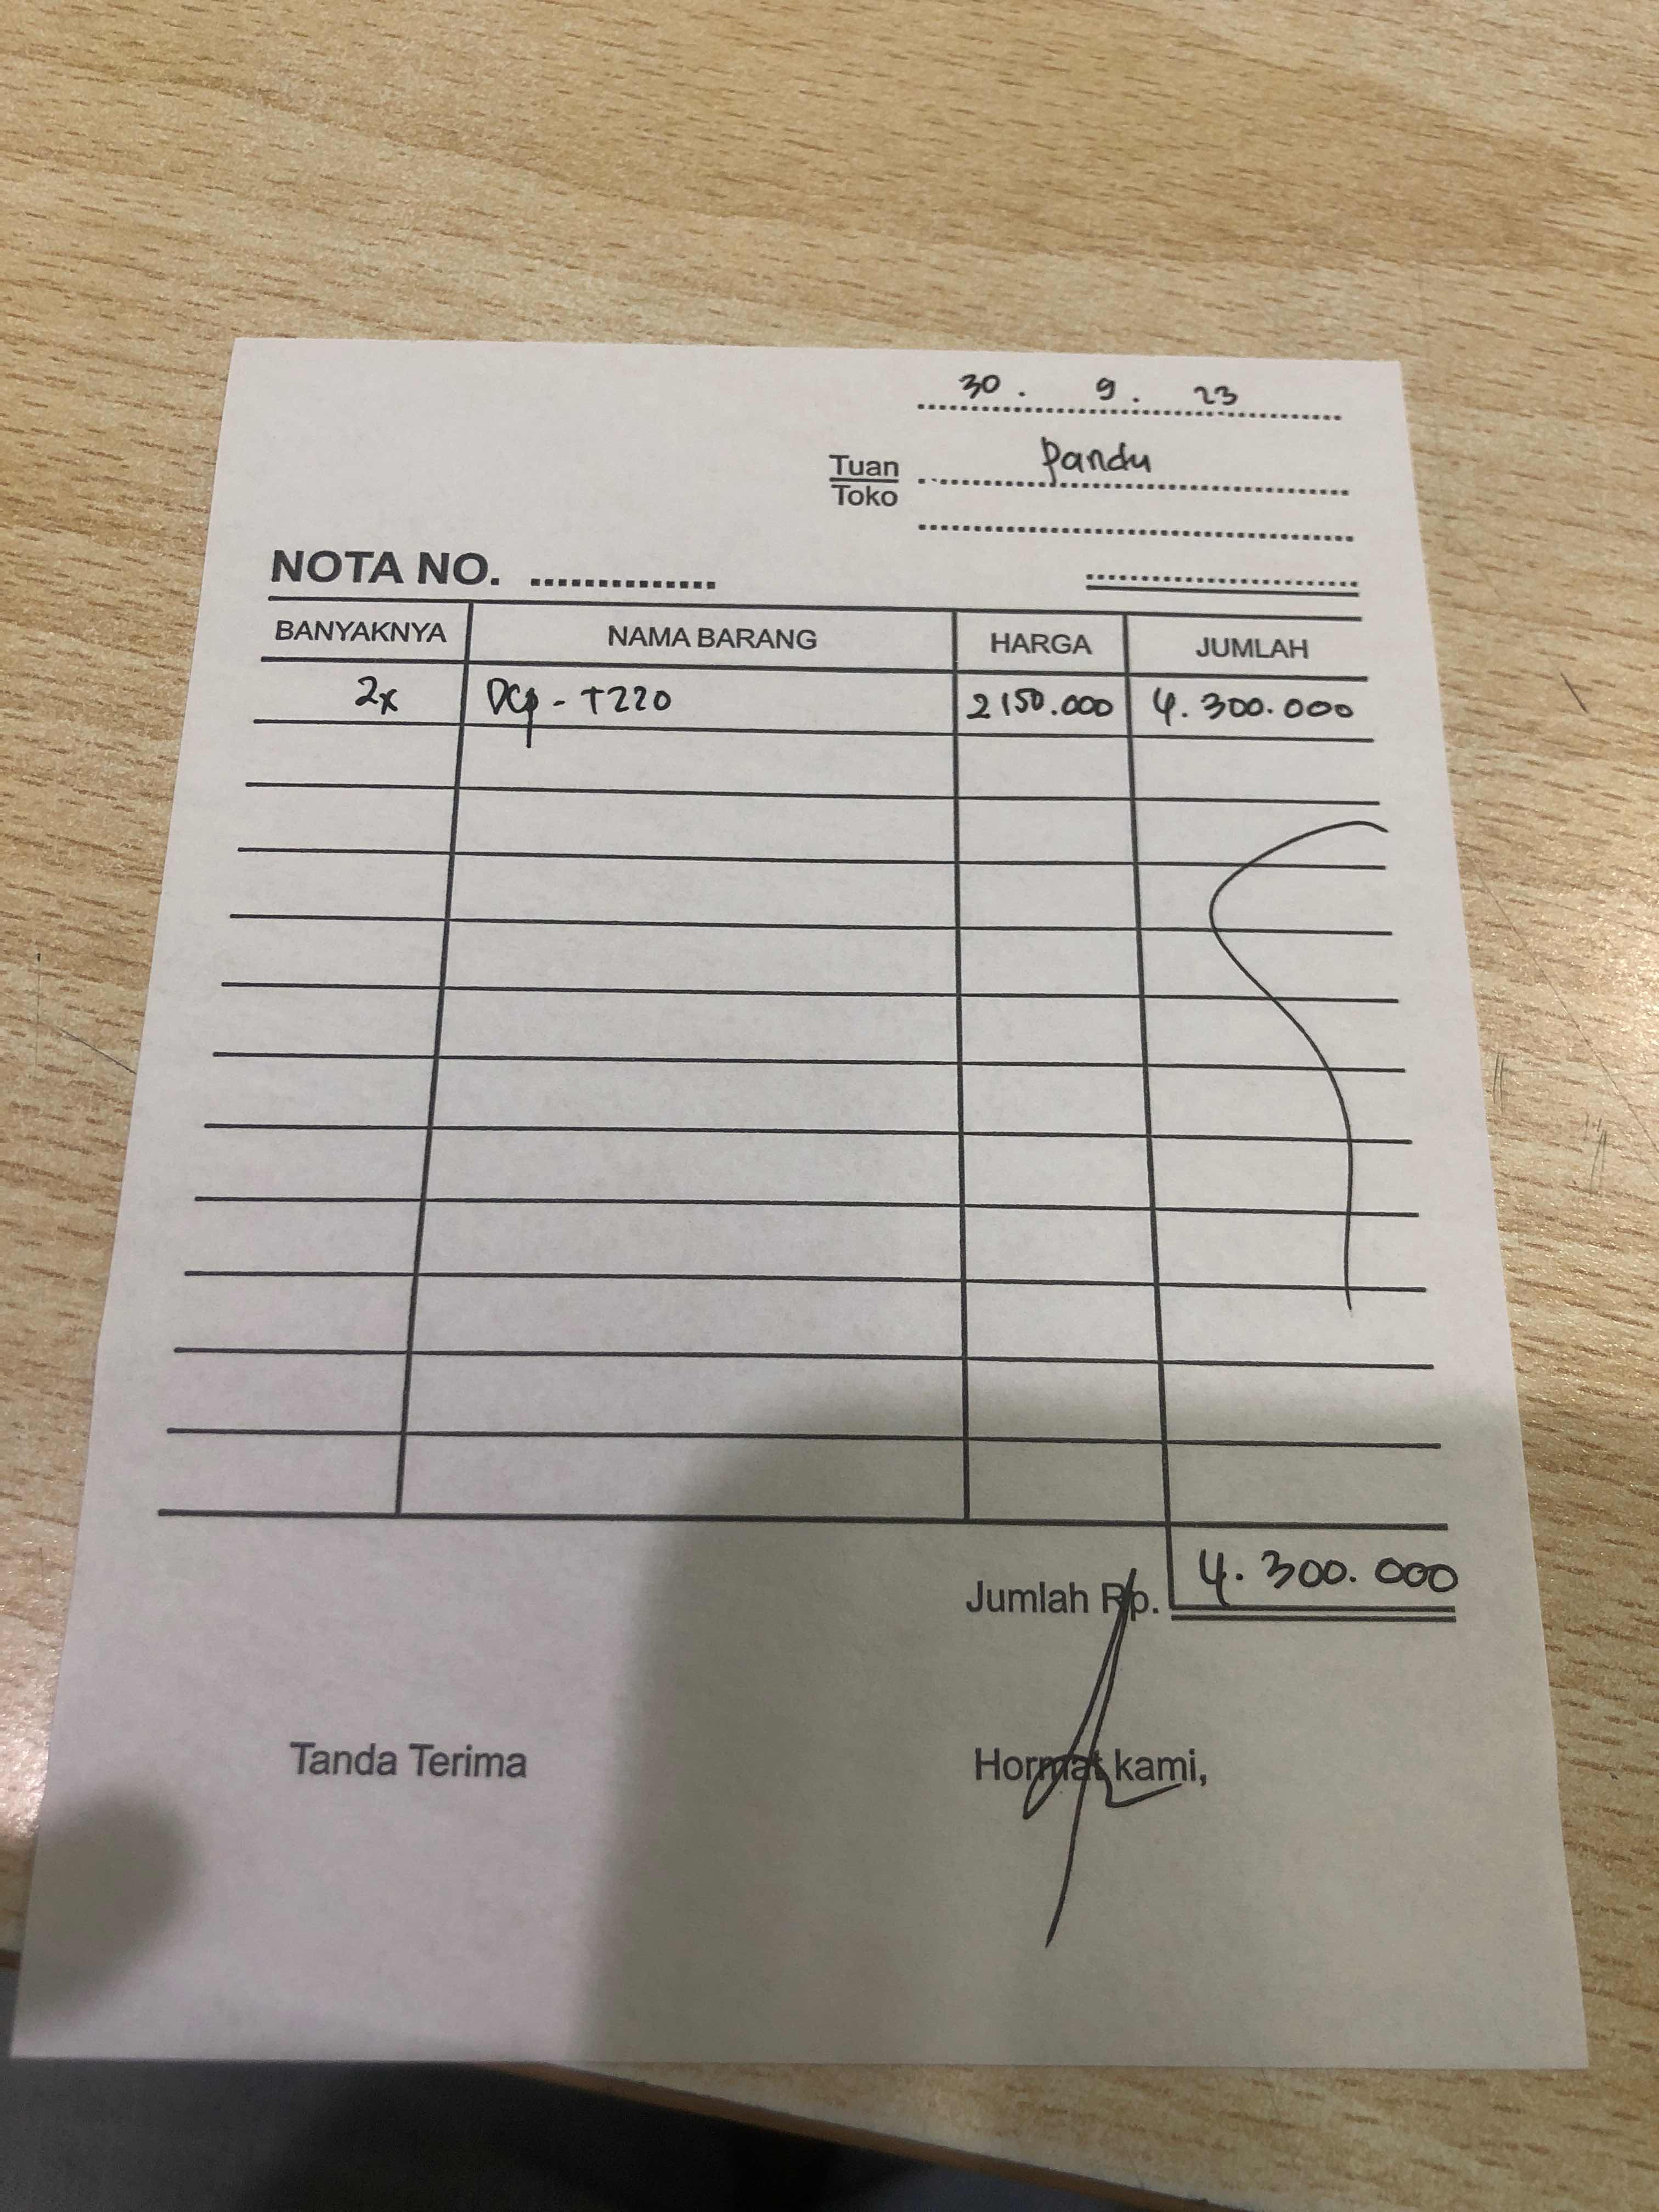 30. 9. 23
Tuan Pandu
Toko
NOTA NO. ..............
BANYAKNYA NAMA BARANG HARGA JUMLAH
2x DCP - T220 2150.000 4.300.000
Jumlah Rp. 4.300.000
Tanda Terima Hormat kami,